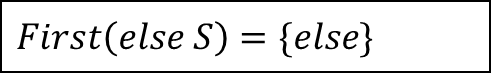 First(else S) = {else}